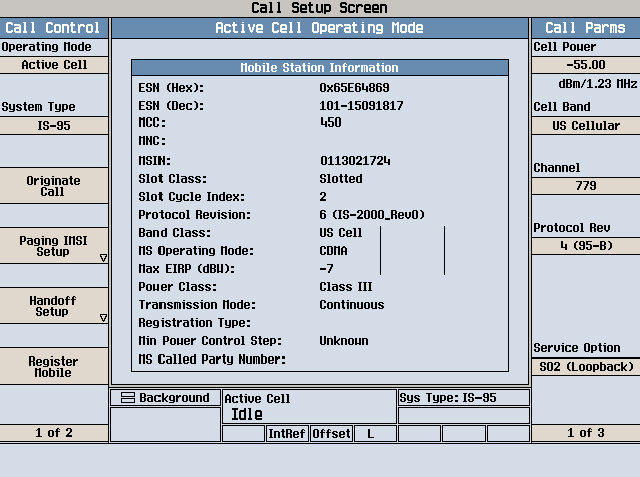 Call Setup Screen
Call Control
Active Cell Operating Mode
Call Parms
Operating Mode
Active Cell
System Type
IS-95
Originate
Call
Paging IMSI
Setup
Handoff
Setup
Register
Mobile
1 of 2
Mobile Station Information
ESN (Hex): 0x65E64869
ESN (Dec): 101-15091817
MCC: 450
MNC:
MSIN: 0113021724
Slot Class: Slotted
Slot Cycle Index: 2
Protocol Revision: 6 (IS-2000_Rev0)
Band Class: US Cell
MS Operating Mode: CDMA
Max EIRP (dBW): -7
Power Class: Class III
Transmission Mode: Continuous
Registration Type:
Min Power Control Step: Unknown
MS Called Party Number:
Background
Active Cell
Idle
Sys Type: IS-95
IntRef Offset L
Cell Power
-55.00
dBm/1.23 MHz
Cell Band
US Cellular
Channel
779
Protocol Rev
4 (95-B)
Service Option
SO2 (Loopback)
1 of 3